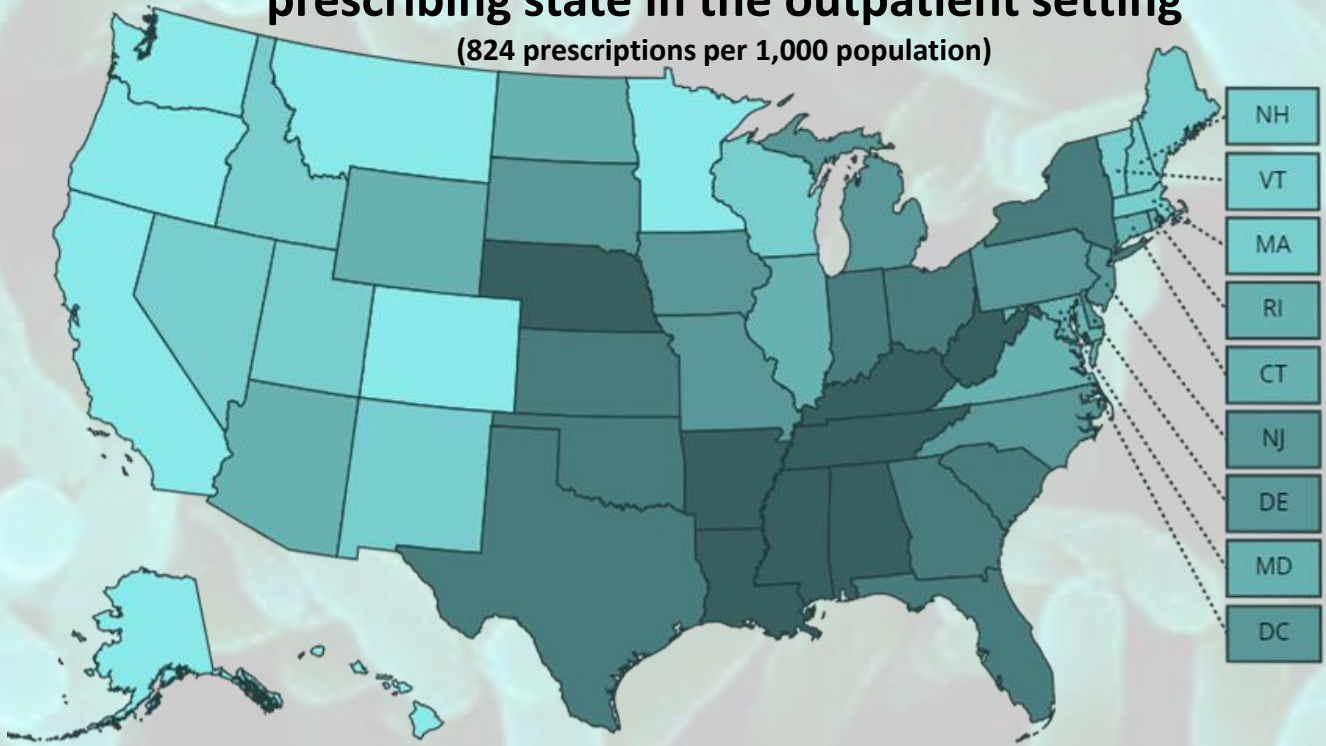 prescribing state in the outpatient setting
(824 prescriptions per 1,000 population)
NH
VT
MA
RI
CT
NJ
DE
MD
DC